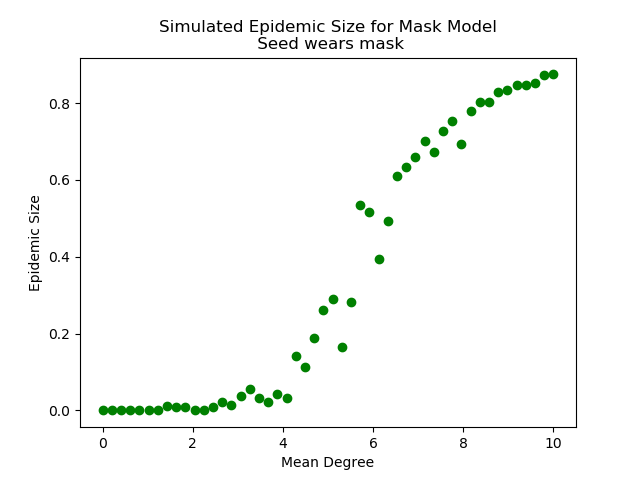 Simulated Epidemic Size for Mask Model
Seed wears mask
Epidemic Size
0.8
0.6
0.4
0.2
0.0
0 2 4 6 8 10
Mean Degree